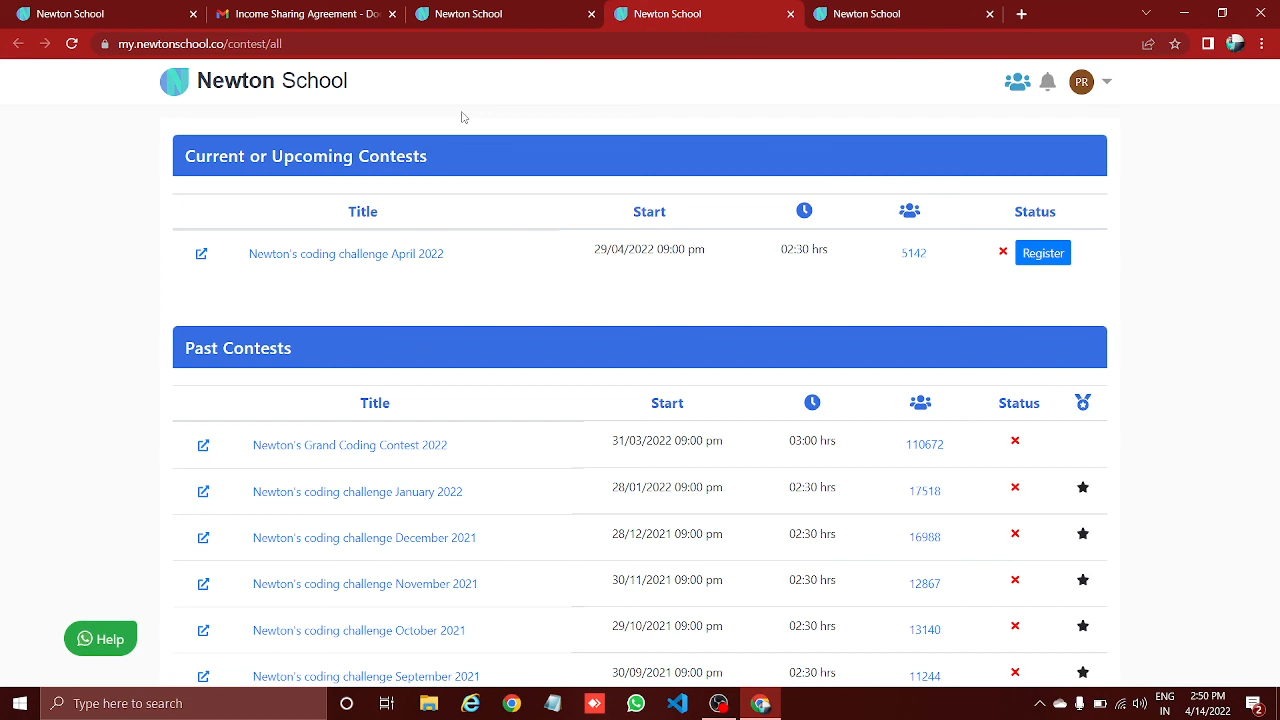 Newton School
Income Sharing Agreement - Do
Newton School
Newton School
Newton School
my.newtonschool.co/contest/all
Newton School
PR
Current or Upcoming Contests
Title Start Status
Newton's coding challenge April 2022 29/04/2022 09:00 pm 02:30 hrs 5142 Register
Past Contests
Title Start Status
Newton's Grand Coding Contest 2022 31/03/2022 09:00 pm 03:00 hrs 110672
Newton's coding challenge January 2022 28/01/2022 09:00 pm 02:30 hrs 17518
Newton's coding challenge December 2021 28/12/2021 09:00 pm 02:30 hrs 16988
Newton's coding challenge November 2021 30/11/2021 09:00 pm 02:30 hrs 12867
Newton's coding challenge October 2021 29/10/2021 09:00 pm 02:30 hrs 13140
Newton's coding challenge September 2021 30/09/2021 09:00 pm 02:30 hrs 11244
Help
Type here to search
ENG
IN
2:50 PM
4/14/2022
2